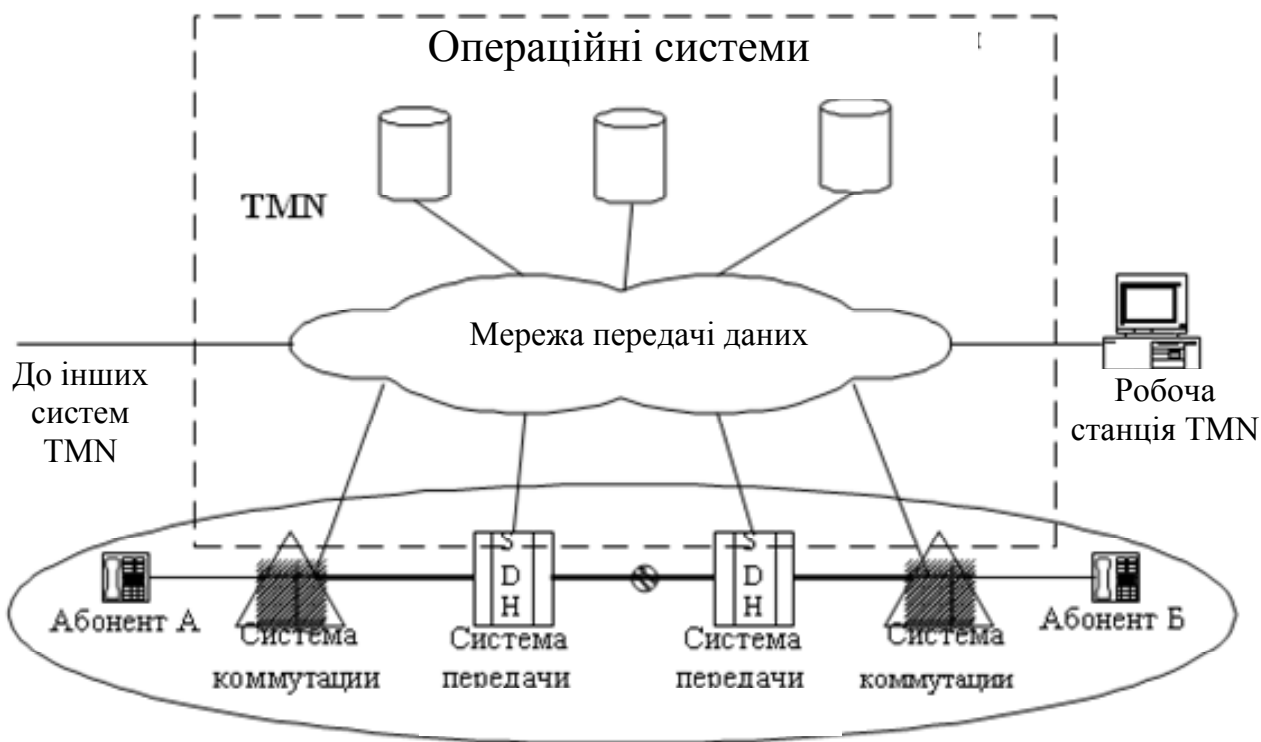 Операційні системи
TMN
Мережа передачі даних
До інших
систем
TMN
Робоча
станція TMN
S
D
H
S
D
H
Абонент А
Система
коммутации
Система
передачи
Система
передачи
Система
коммутации
Абонент Б